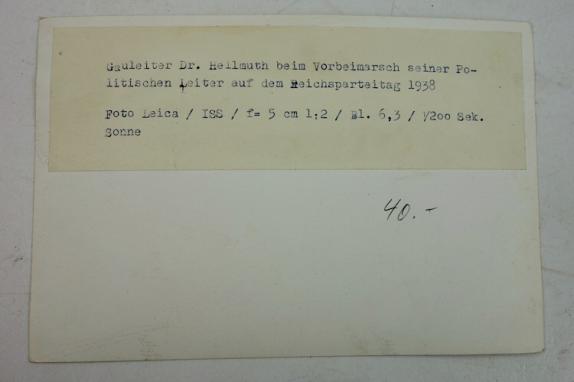 Gauleiter Dr. Hellmuth beim Vorbeimarsch seiner Po-
litischen Leiter auf dem Reichsparteitag 1938
Foto Leica / ISS / f= 5 cm 1:2 / Bl. 6,3 / 1/200 Sek.
Sonne
40.-